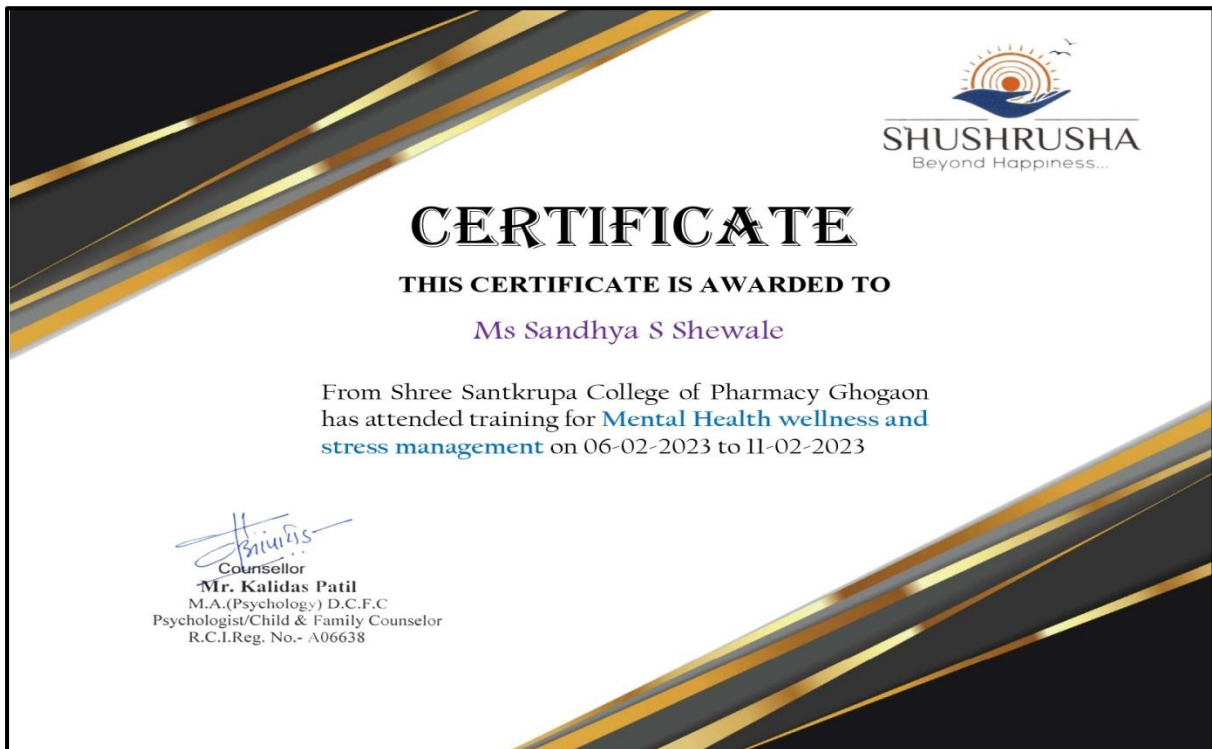 SHUSHRUSHA
Beyond Happiness...
CERTIFICATE
THIS CERTIFICATE IS AWARDED TO
Ms Sandhya S Shewale
From Shree Santkrupa College of Pharmacy Ghogaon
has attended training for Mental Health wellness and
stress management on 06-02-2023 to 11-02-2023
Counsellor
Mr. Kalidas Patil
M.A.(Psychology) D.C.F.C
Psychologist/Child & Family Counselor
R.C.I.Reg. No.- A06638